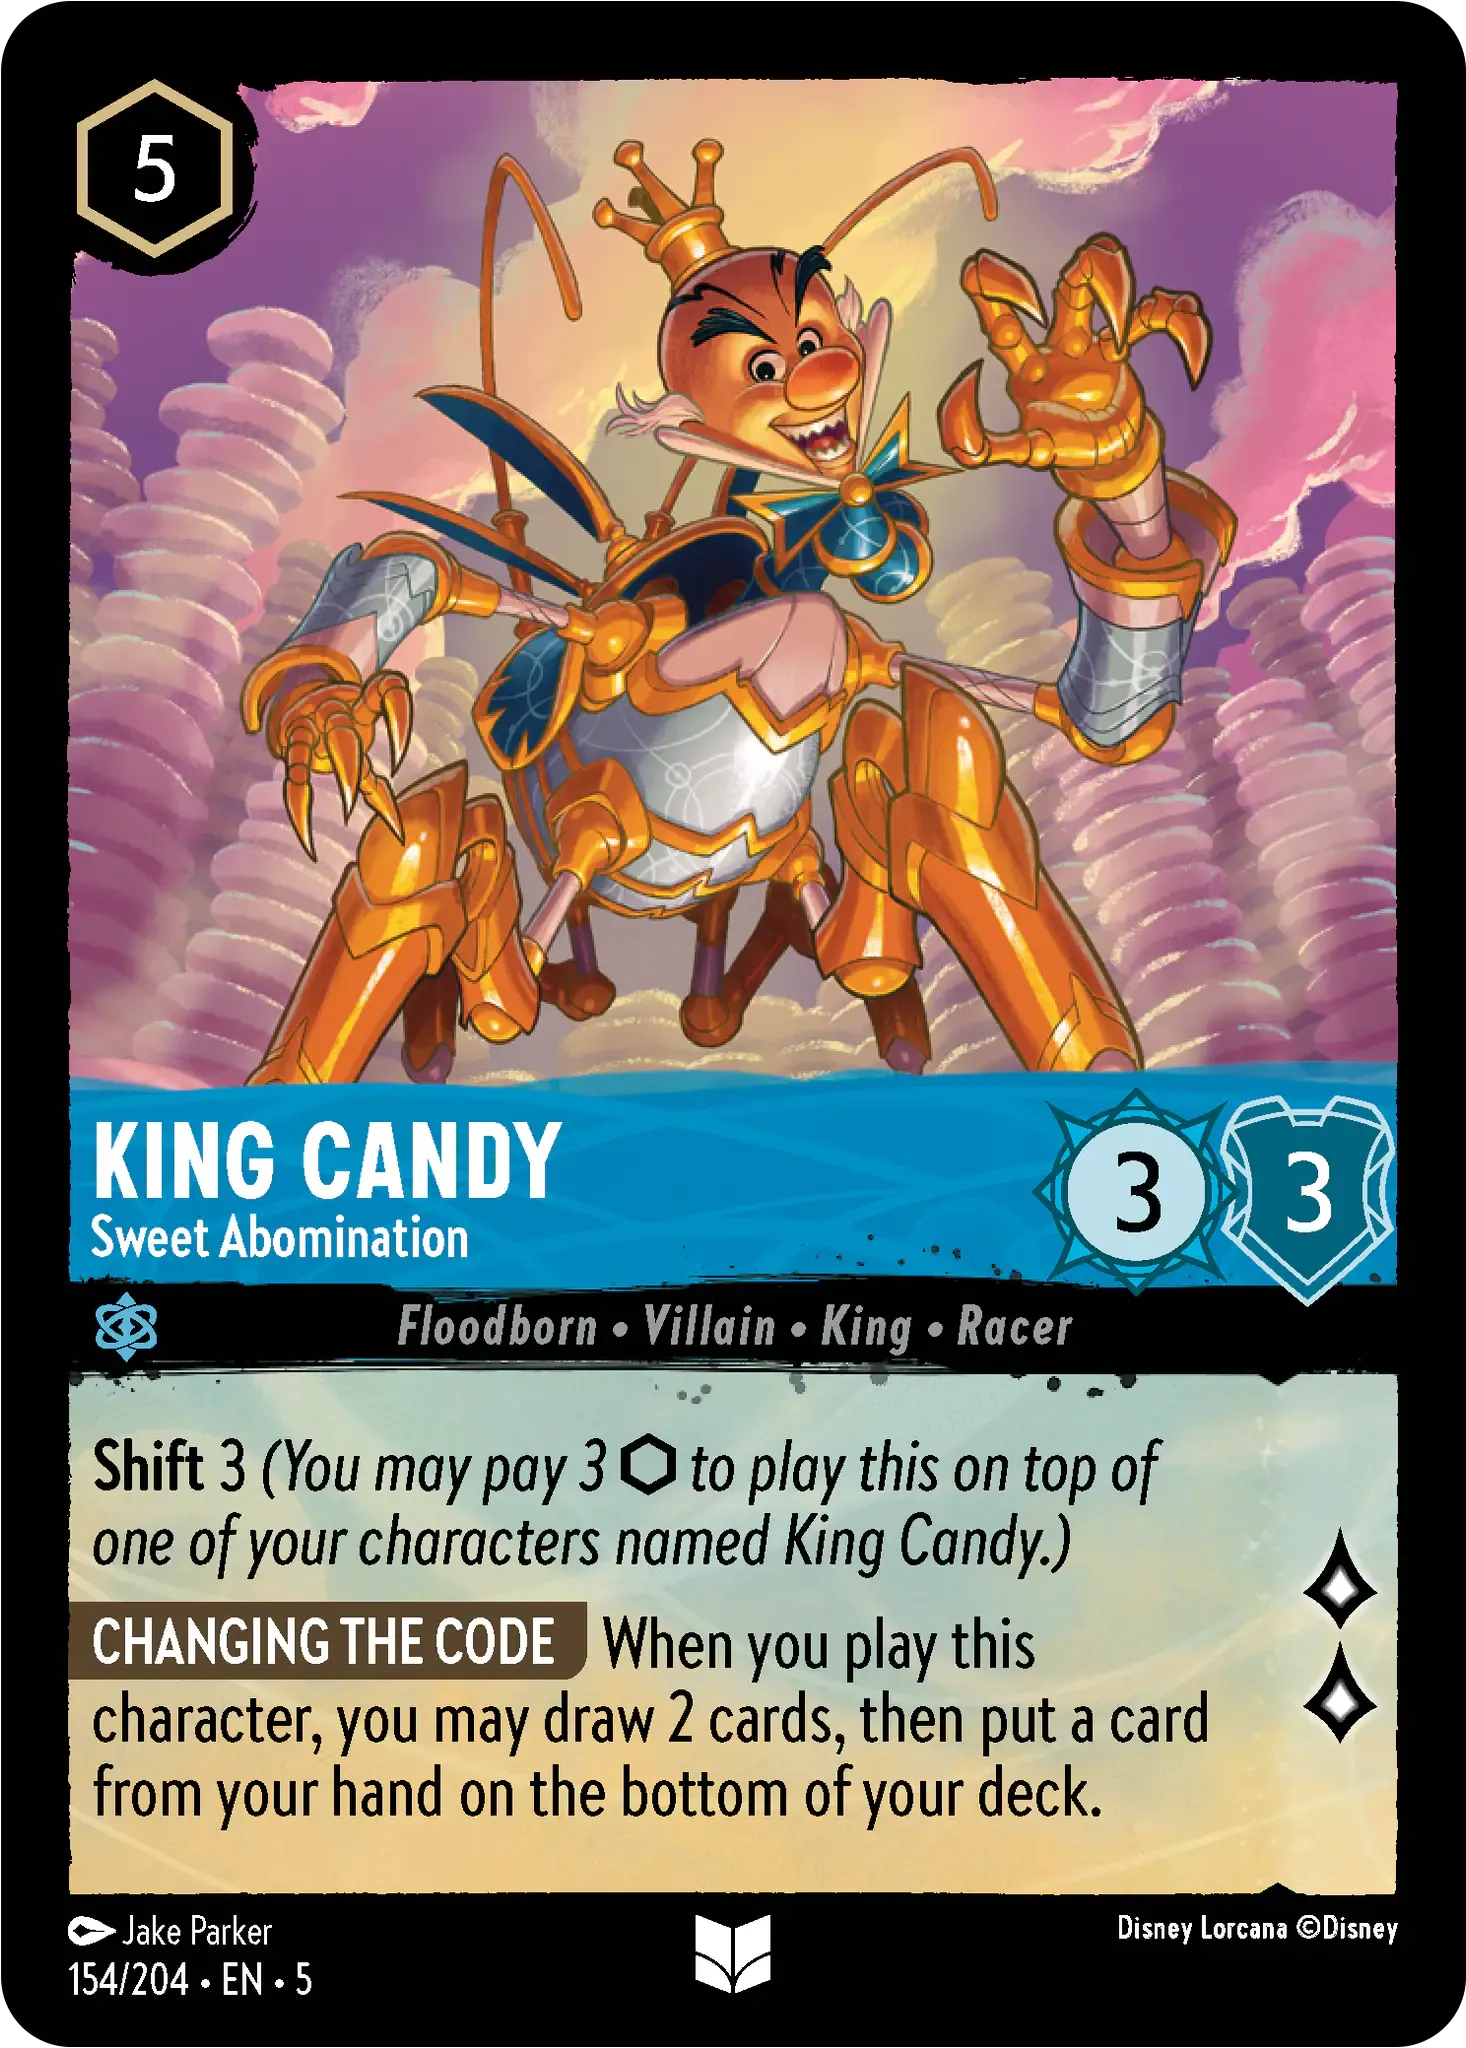 5
KING CANDY
Sweet Abomination
3
3
Floodborn • Villain • King • Racer
Shift 3 (You may pay 3 ⬡ to play this on top of
one of your characters named King Candy.)
CHANGING THE CODE When you play this
character, you may draw 2 cards, then put a card
from your hand on the bottom of your deck.
Jake Parker
Disney Lorcana ©Disney
154/204 • EN • 5